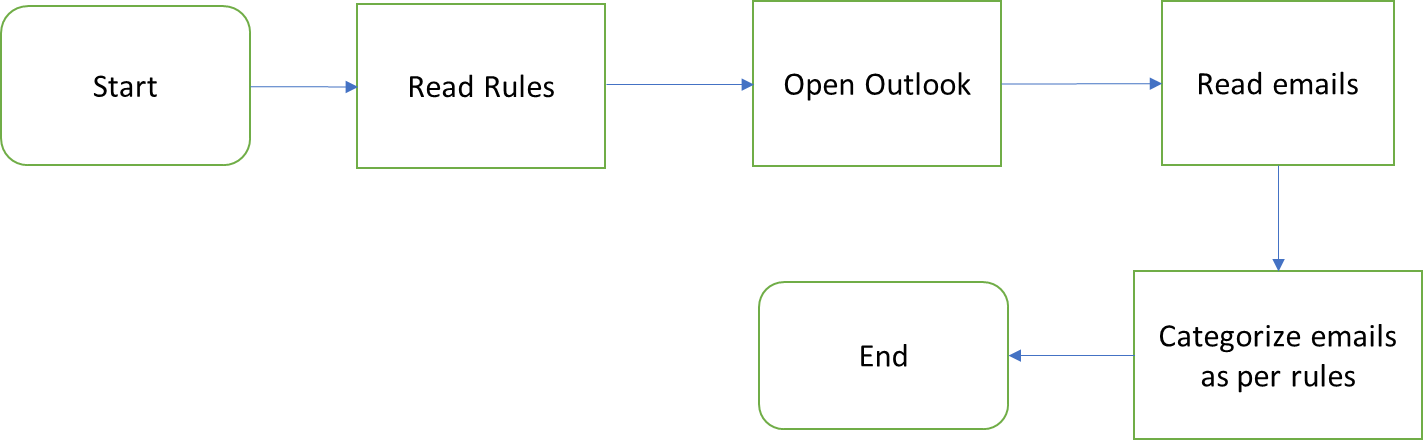 Start
Read Rules
Open Outlook
Read emails
Categorize emails
as per rules
End